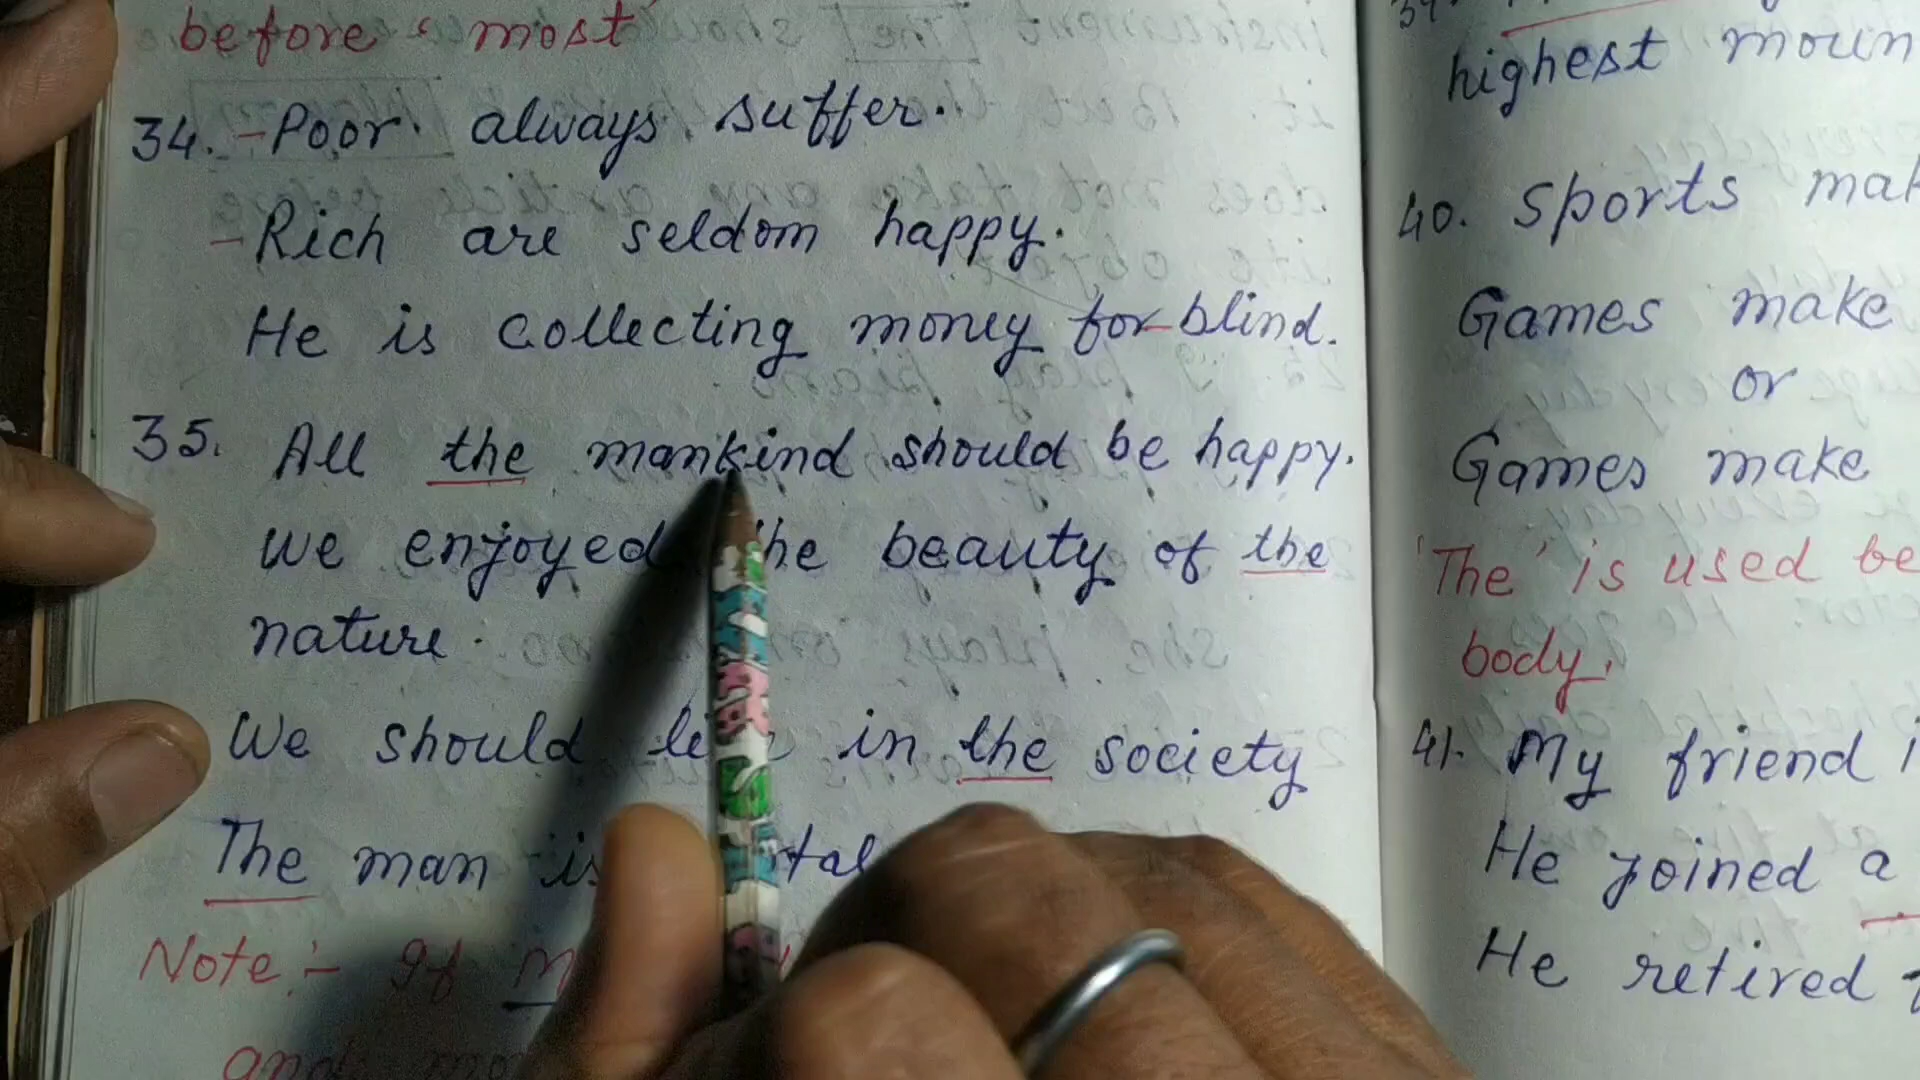 before 'most'
34. - Poor always suffer.
- Rich are seldom happy.
He is collecting money for blind.
35. All the mankind should be happy.
We enjoyed the beauty of the
nature.
We should in the society
The man is
Note:- If
and
highest
40. Sports
Games make
or
Games make
'The' is used
body.
41. My friend
He joined a
He retired